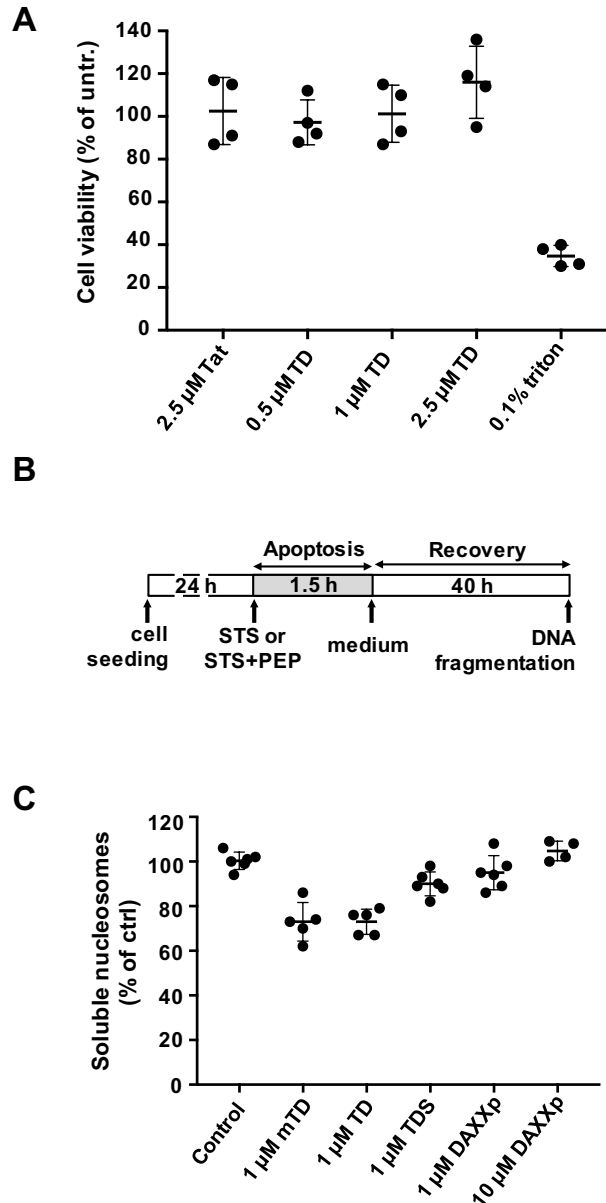 A
Cell viability (% of untr.)
140
120
100
80
60
40
20
0
2.5 µM Tat
0.5 µM TD
1 µM TD
2.5 µM TD
0.1% triton
B
Apoptosis
Recovery
24 h
1.5 h
40 h
cell
seeding
STS or
STS+PEP
medium
DNA
fragmentation
C
Soluble nucleosomes
(% of ctrl)
120
100
80
60
40
20
0
Control
1 µM mTD
1 µM TD
1 µM TDS
1 µM DAXXp
10 µM DAXXp